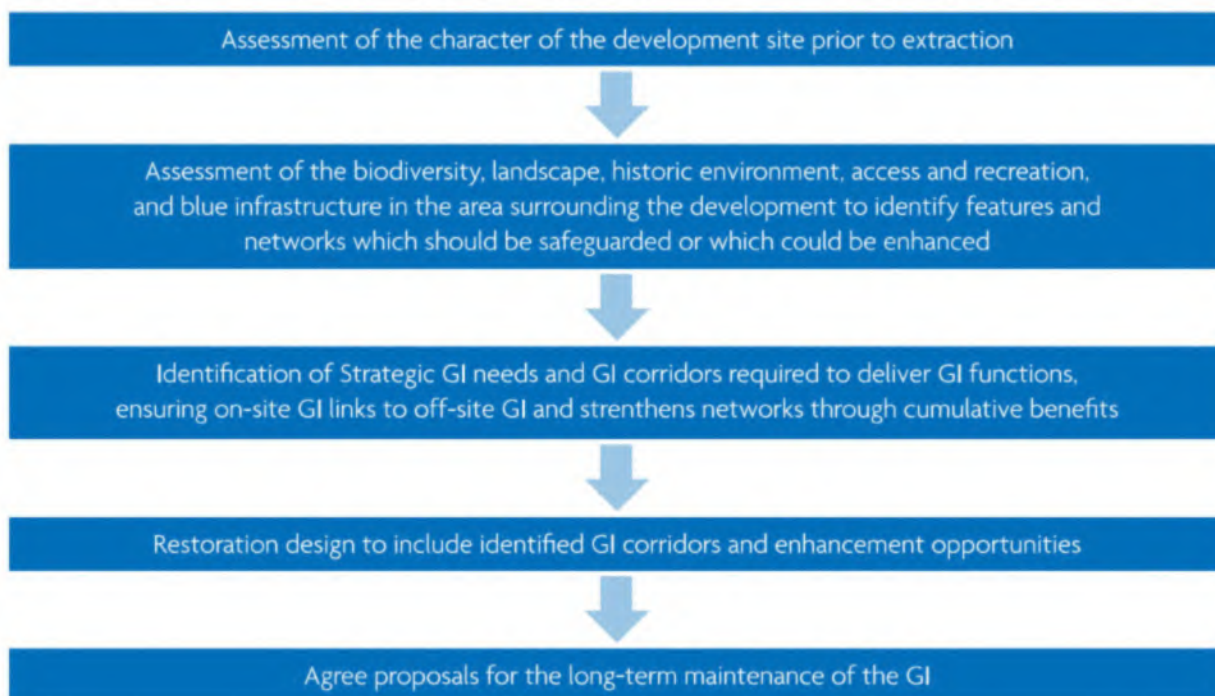 Assessment of the character of the development site prior to extraction
Assessment of the biodiversity, landscape, historic environment, access and recreation,
and blue infrastructure in the area surrounding the development to identify features and
networks which should be safeguarded or which could be enhanced
Identification of Strategic GI needs and GI corridors required to deliver GI functions,
ensuring on-site GI links to off-site GI and strenthens networks through cumulative benefits
Restoration design to include identified GI corridors and enhancement opportunities
Agree proposals for the long-term maintenance of the GI